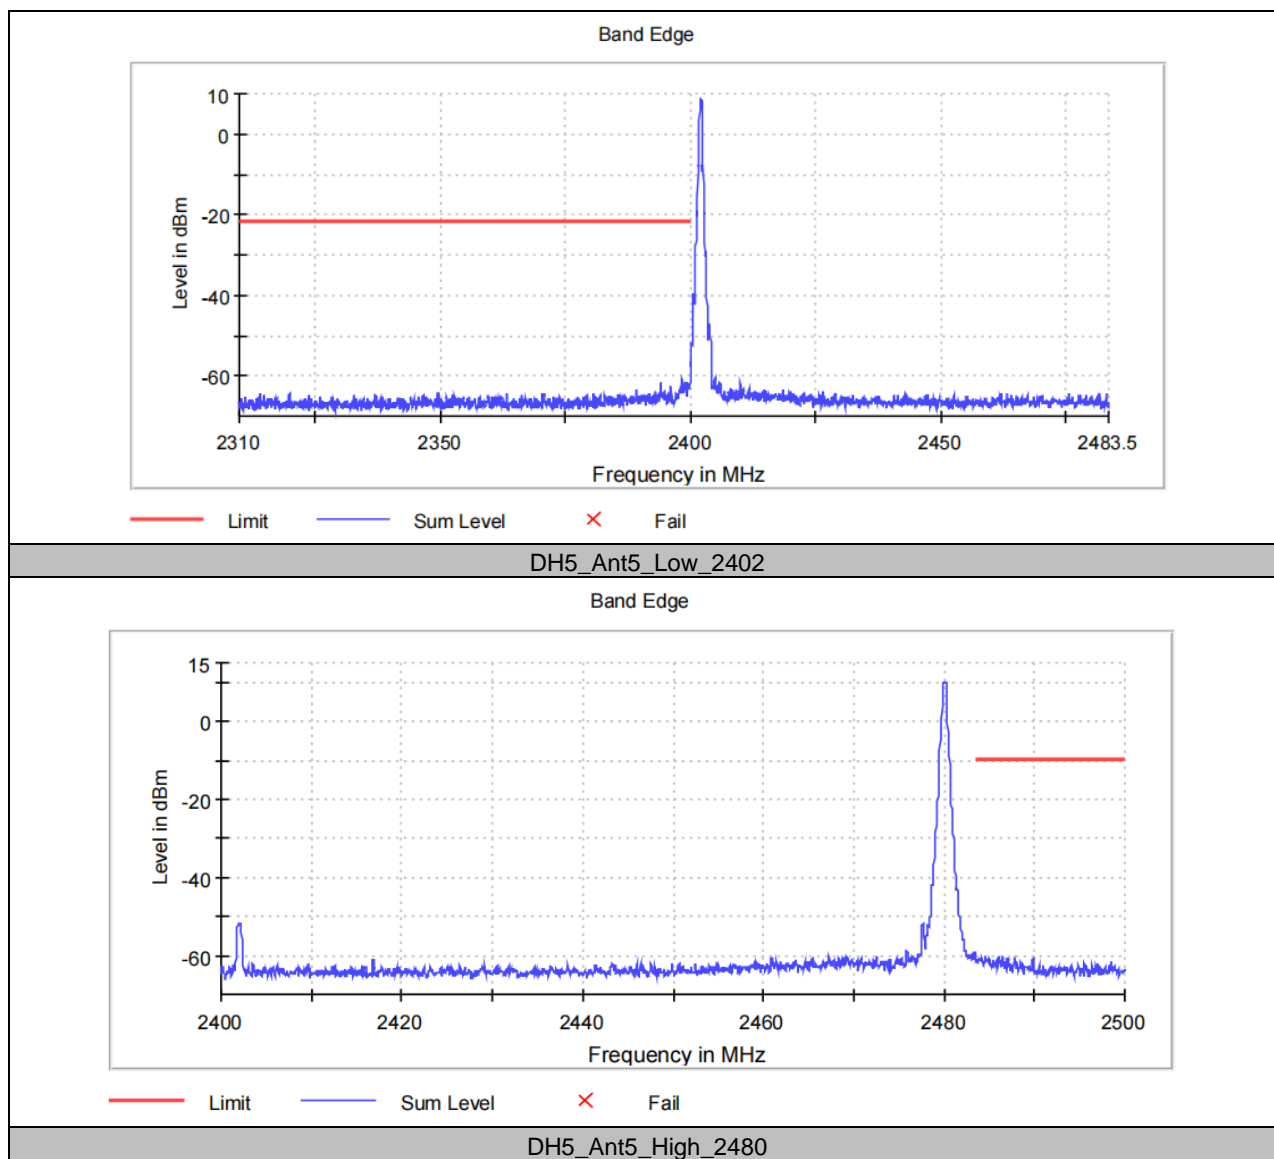 Band Edge
10
0
-20
-40
-60
Level in dBm
2310
2350
2400
2450
2483.5
Frequency in MHz
Limit
Sum Level
Fail
DH5_Ant5_Low_2402
Band Edge
15
0
-20
-40
-60
Level in dBm
2400
2420
2440
2460
2480
2500
Frequency in MHz
Limit
Sum Level
Fail
DH5_Ant5_High_2480